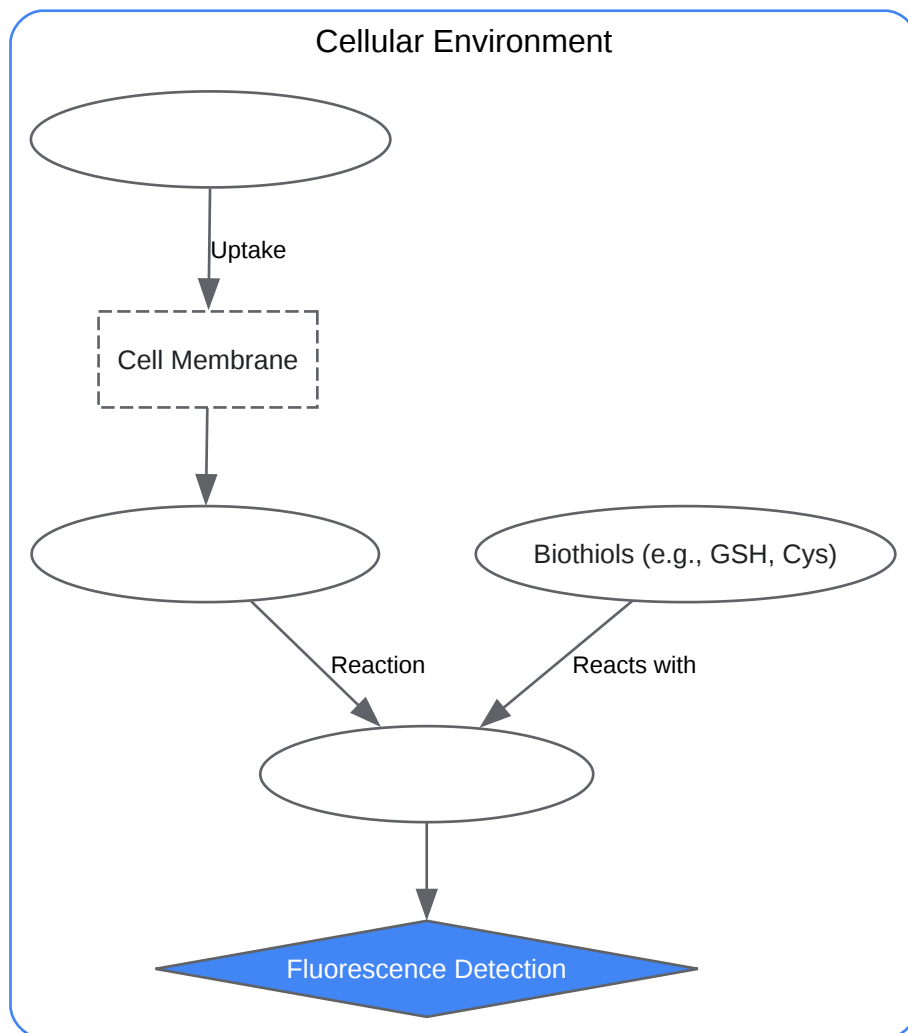 Cellular Environment
Uptake
Cell Membrane
Biothiols (e.g., GSH, Cys)
Reaction
Reacts with
Fluorescence Detection